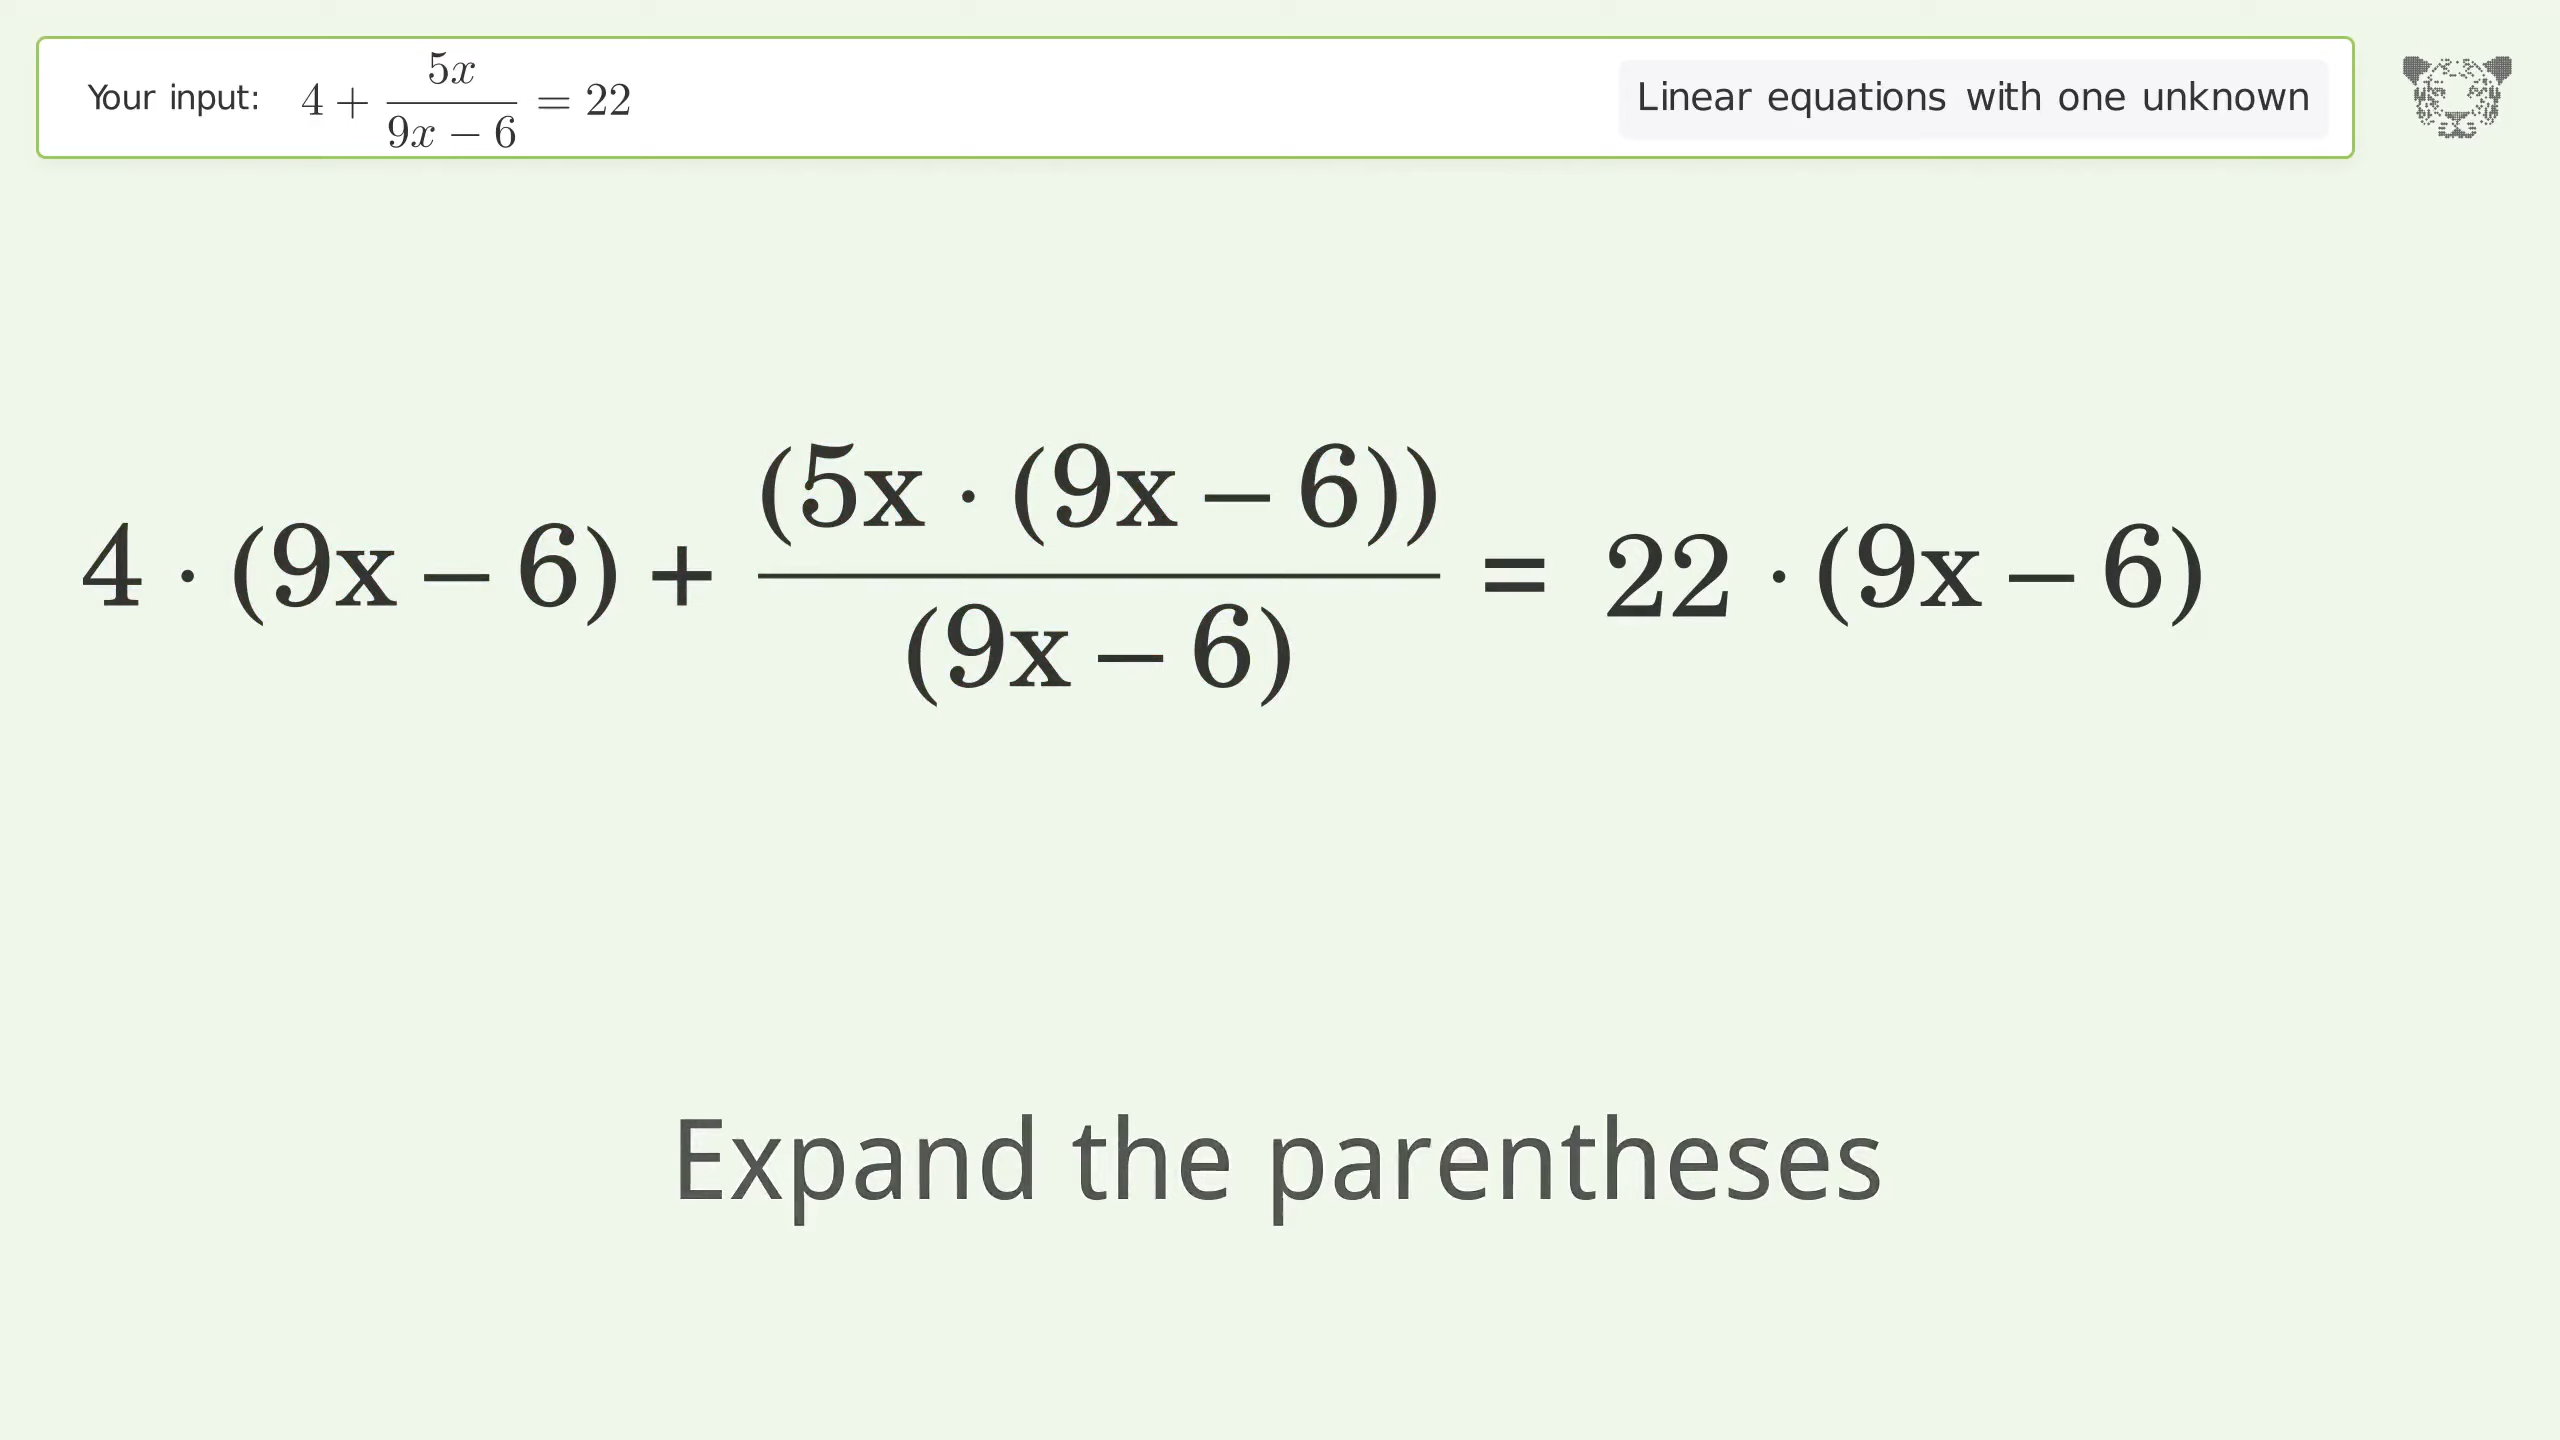 Your input: 4 + 5x/(9x − 6) = 22
Linear equations with one unknown
4 · (9x − 6) + (5x · (9x − 6))/(9x − 6) = 22 · (9x − 6)
Expand the parentheses